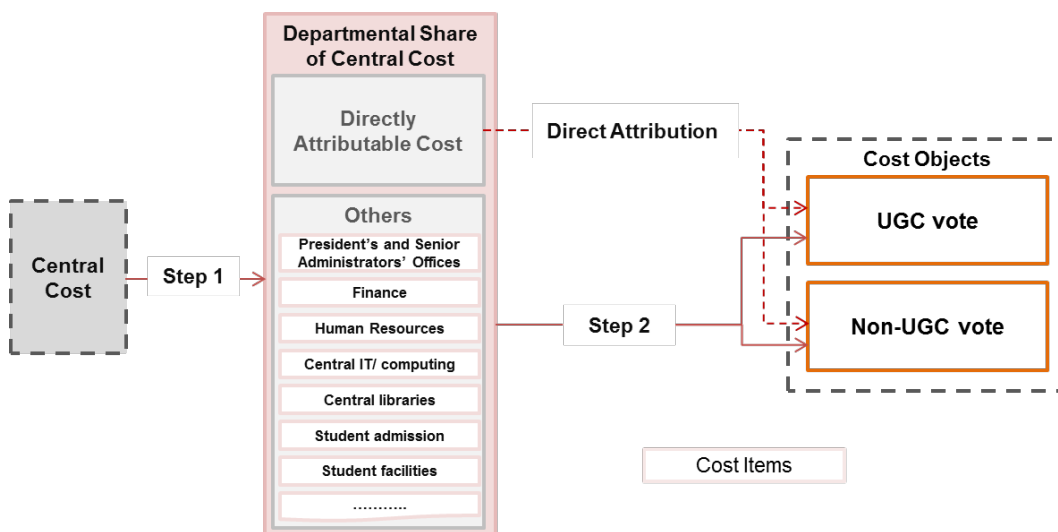 Departmental Share
of Central Cost
Directly
Attributable Cost
Direct Attribution
Cost Objects
UGC vote
Non-UGC vote
Central
Cost
Step 1
Others
President's and Senior
Administrators' Offices
Finance
Human Resources
Central IT/ computing
Central libraries
Student admission
Student facilities
………..
Step 2
Cost Items